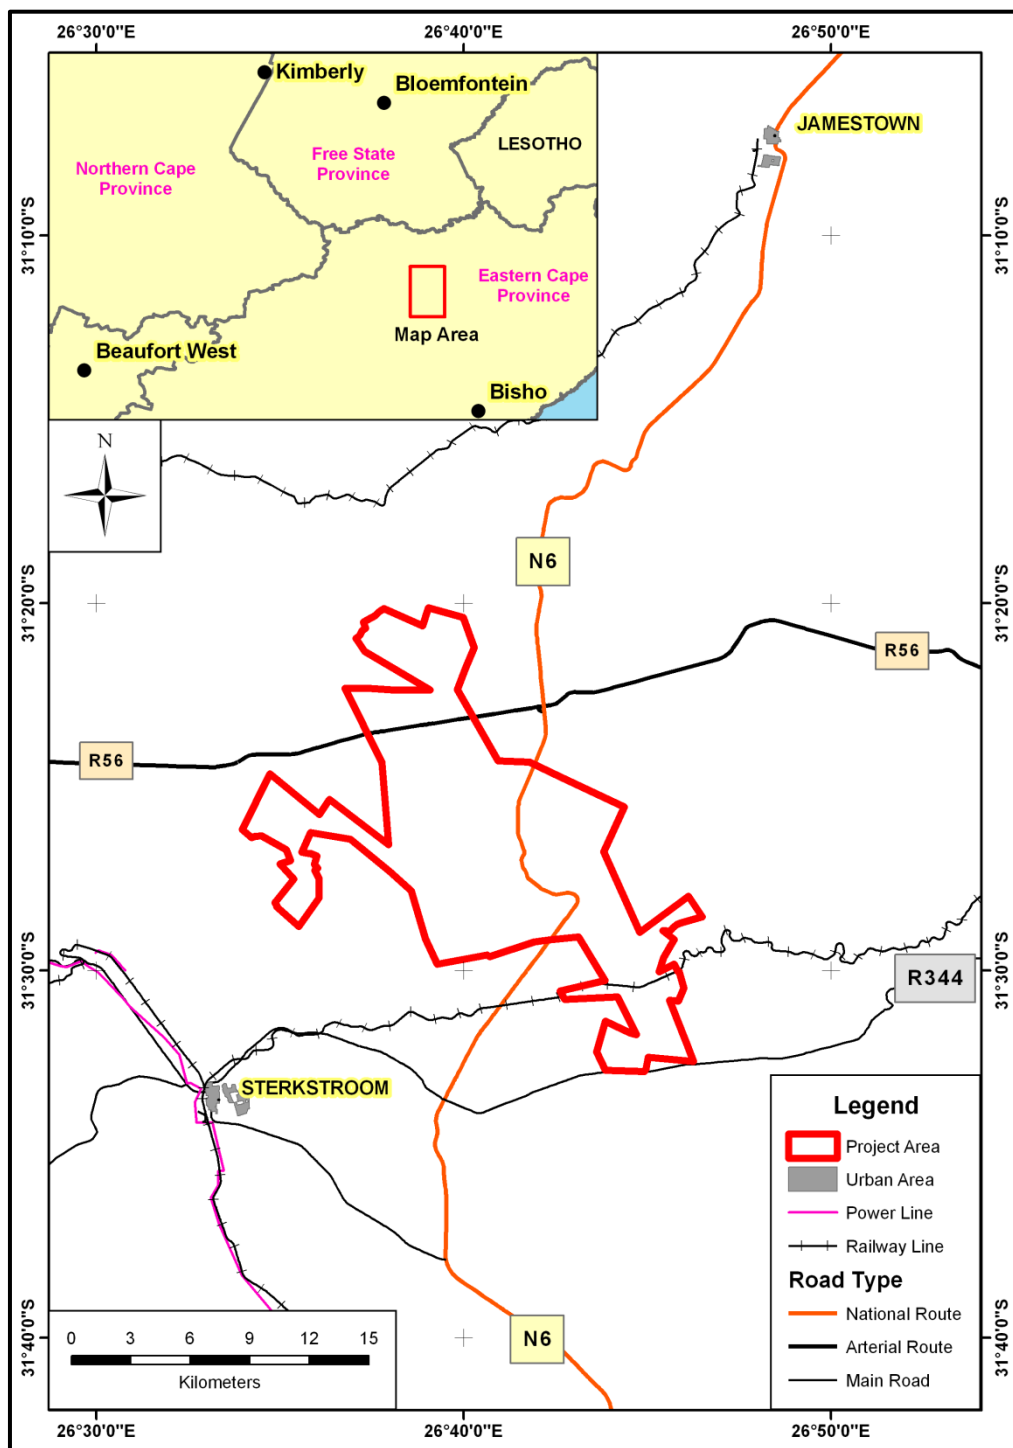 26°30'0"E
26°40'0"E
26°50'0"E
Kimberly
Bloemfontein
LESOTHO
Free State
Province
Northern Cape
Province
Eastern Cape
Province
Map Area
Beaufort West
Bisho
JAMESTOWN
31°10'0"S
31°10'0"S
N
N6
31°20'0"S
31°20'0"S
R56
R56
31°30'0"S
31°30'0"S
R344
STERKSTROOM
Legend
Project Area
Urban Area
Power Line
Railway Line
Road Type
National Route
Arterial Route
Main Road
N6
31°40'0"S
31°40'0"S
0 3 6 9 12 15
Kilometers
26°30'0"E
26°40'0"E
26°50'0"E